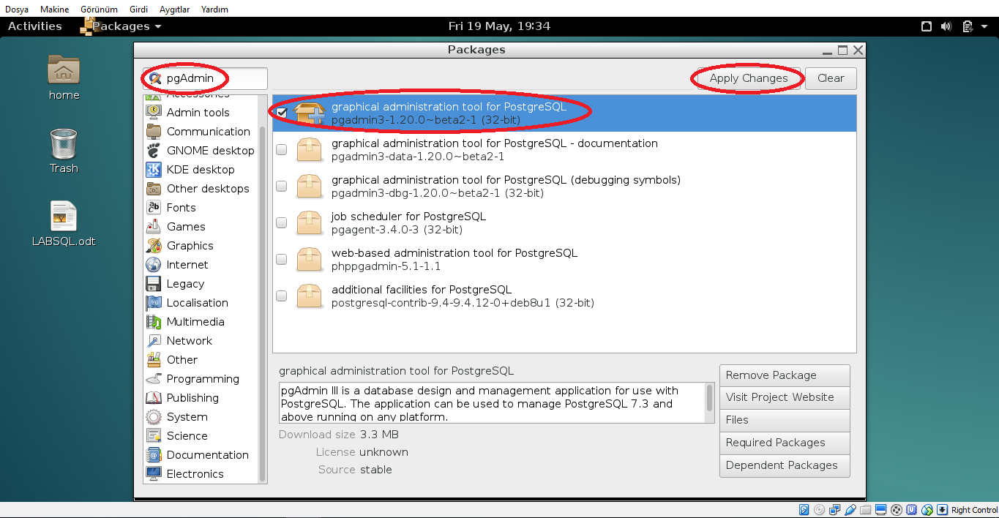 Dosya Makine Görünüm Girdi Aygıtlar Yardım
Activities Packages Fri 19 May, 19:34
Packages
home
Trash
LABSQL.odt
pgAdmin
Apply Changes Clear
Accessories
Admin tools
Communication
GNOME desktop
KDE desktop
Other desktops
Fonts
Games
Graphics
Internet
Legacy
Localisation
Multimedia
Network
Other
Programming
Publishing
System
Science
Documentation
Electronics
graphical administration tool for PostgreSQL
pgadmin3-1.20.0~beta2-1 (32-bit)
graphical administration tool for PostgreSQL - documentation
pgadmin3-data-1.20.0~beta2-1
graphical administration tool for PostgreSQL (debugging symbols)
pgadmin3-dbg-1.20.0~beta2-1 (32-bit)
job scheduler for PostgreSQL
pgagent-3.4.0-3 (32-bit)
web-based administration tool for PostgreSQL
phppgadmin-5.1-1.1
additional facilities for PostgreSQL
postgresql-contrib-9.4-9.4.12-0+deb8u1 (32-bit)
graphical administration tool for PostgreSQL
pgAdmin III is a database design and management application for use with
PostgreSQL. The application can be used to manage PostgreSQL 7.3 and
above running on any platform.
Download size 3.3 MB
License unknown
Source stable
Remove Package
Visit Project Website
Files
Required Packages
Dependent Packages
Right Control